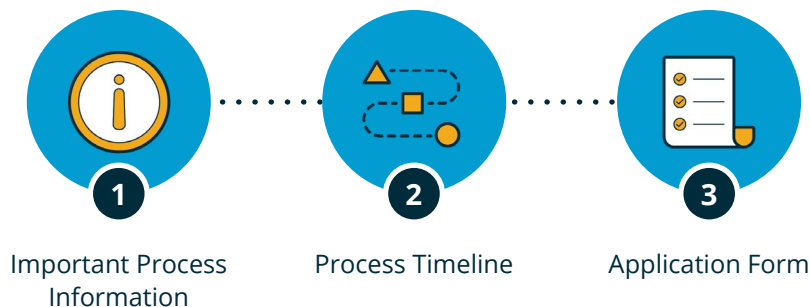 1
Important Process
Information
2
Process Timeline
3
Application Form